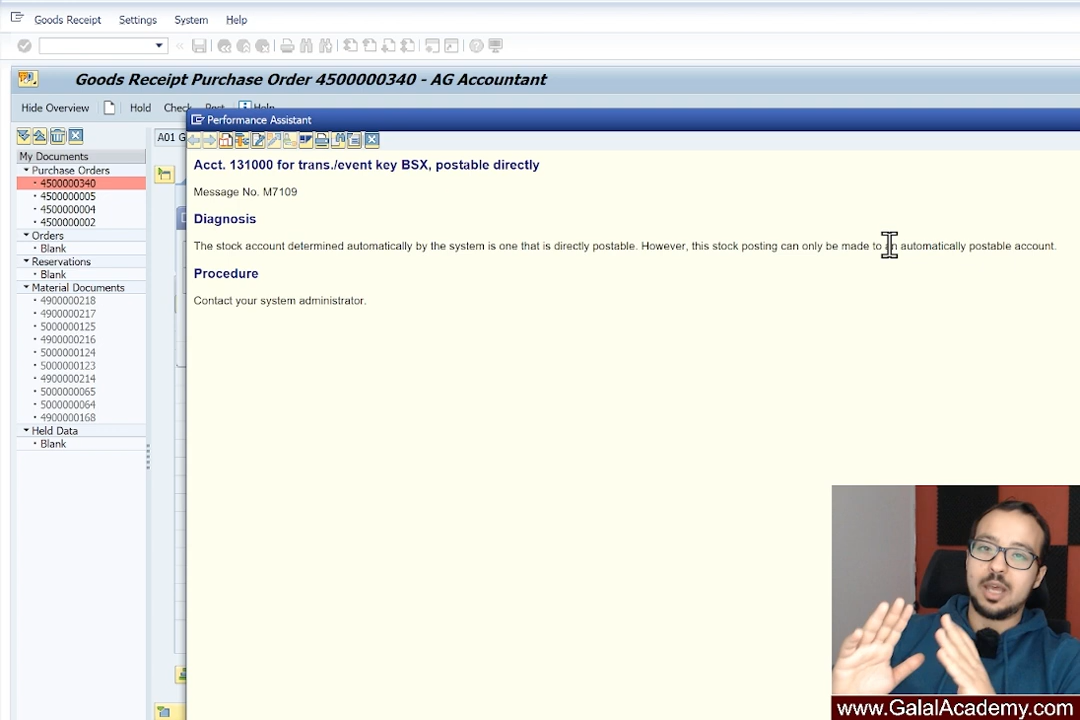 Goods Receipt Settings System Help
Goods Receipt Purchase Order 4500000340 - AG Accountant
Hide Overview Hold Check Post Help
Performance Assistant
A01 G
My Documents
Purchase Orders
4500000340
4500000005
4500000004
4500000002
Orders
Blank
Reservations
Blank
Material Documents
4900000218
4900000217
5000000125
4900000216
5000000124
5000000123
4900000214
5000000065
5000000064
4900000168
Held Data
Blank
Acct. 131000 for trans./event key BSX, postable directly
Message No. M7109
Diagnosis
The stock account determined automatically by the system is one that is directly postable. However, this stock posting can only be made to an automatically postable account.
Procedure
Contact your system administrator.
www.GalalAcademy.com